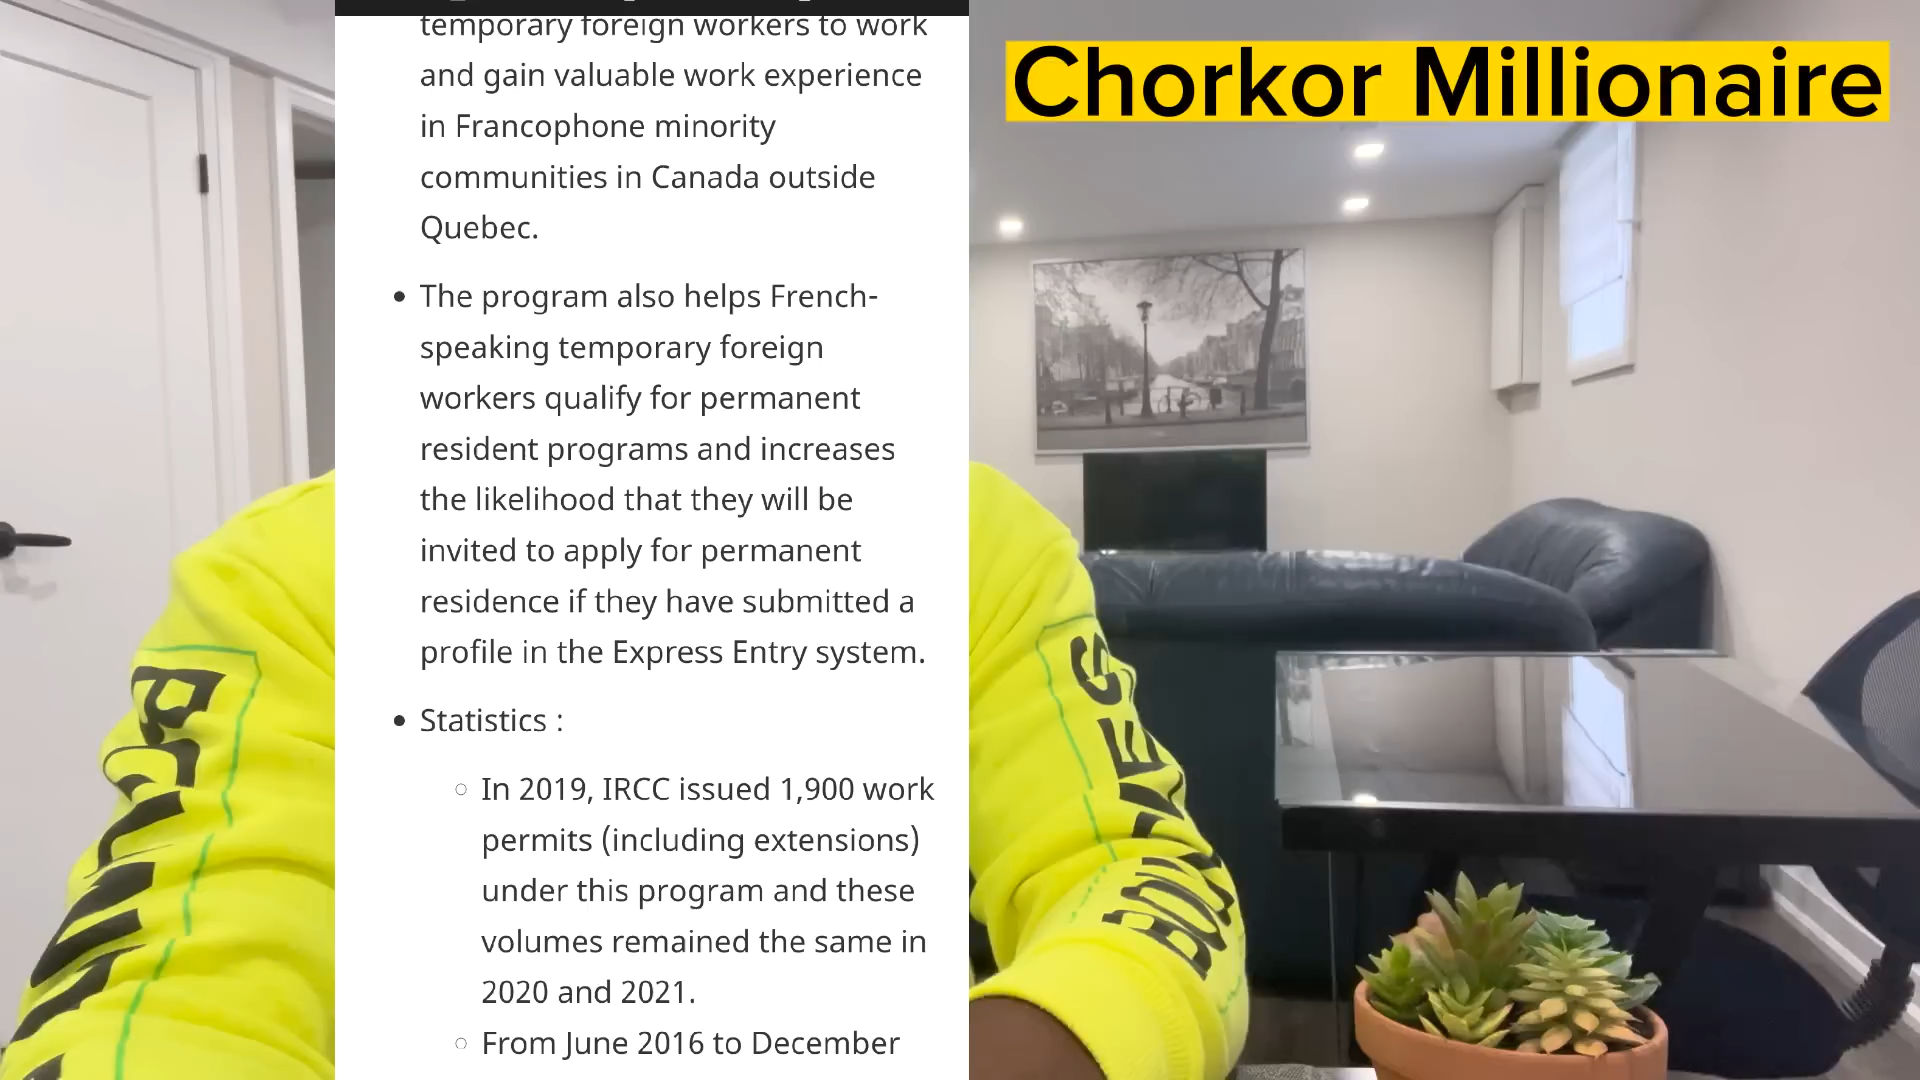 temporary foreign workers to work
and gain valuable work experience
in Francophone minority
communities in Canada outside
Quebec.
• The program also helps French-
speaking temporary foreign
workers qualify for permanent
resident programs and increases
the likelihood that they will be
invited to apply for permanent
residence if they have submitted a
profile in the Express Entry system.
• Statistics :
○ In 2019, IRCC issued 1,900 work
permits (including extensions)
under this program and these
volumes remained the same in
2020 and 2021.
○ From June 2016 to December
Chorkor Millionaire